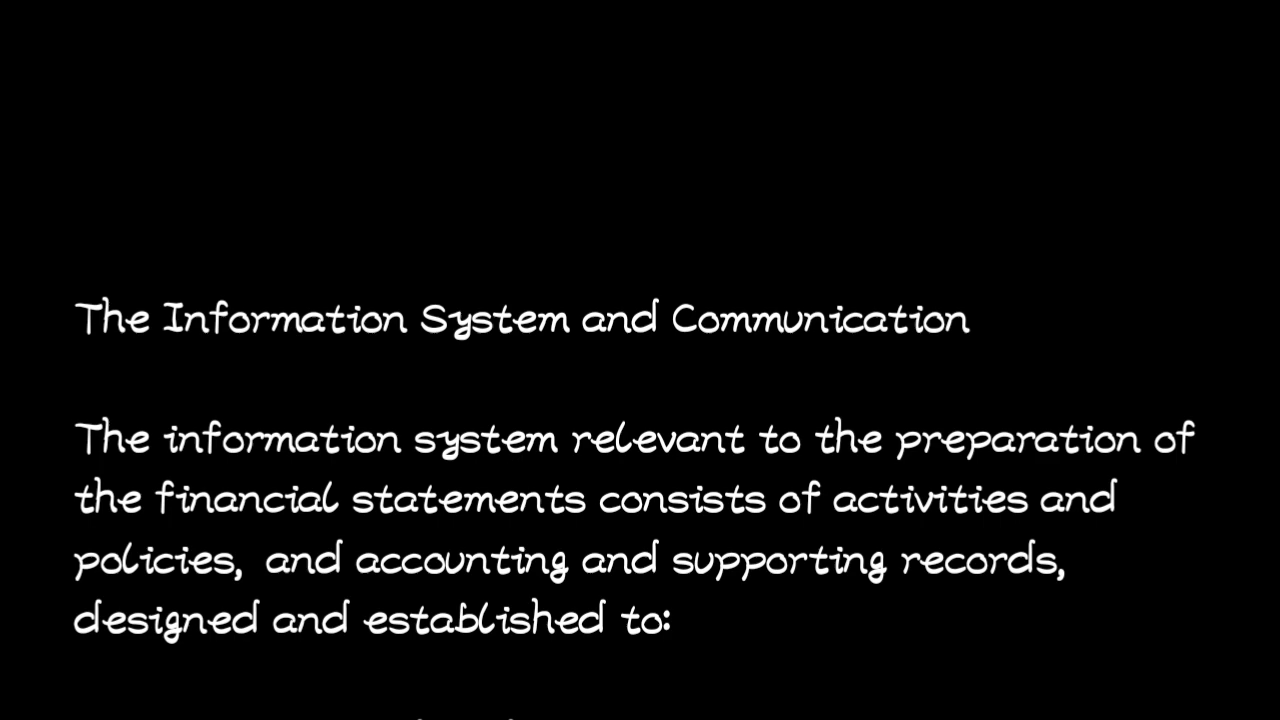 The Information System and Communication
The information system relevant to the preparation of
the financial statements consists of activities and
policies, and accounting and supporting records,
designed and established to: